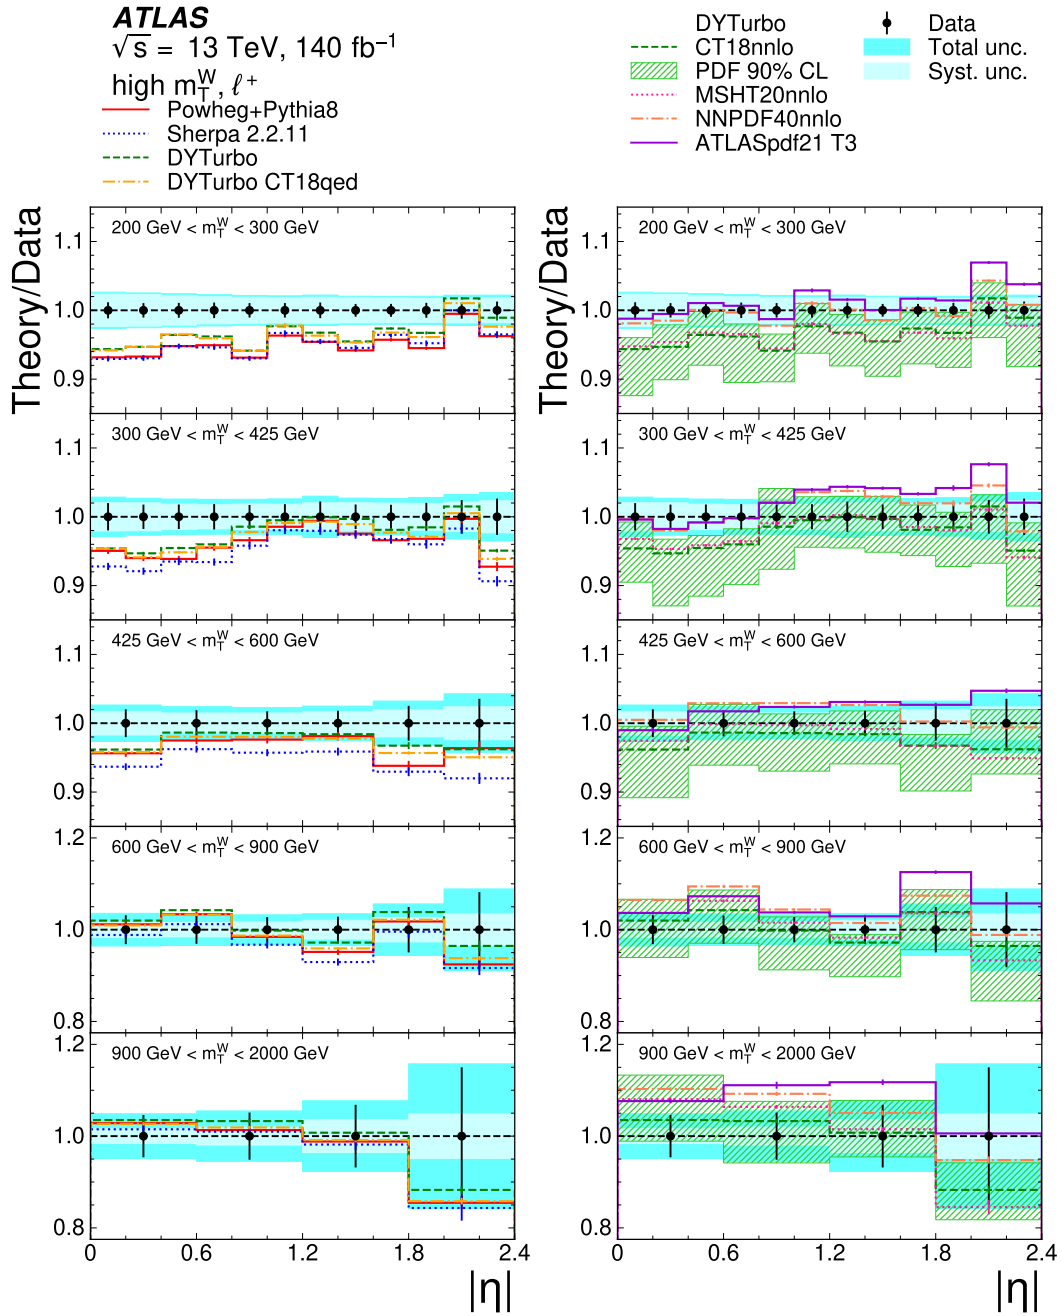 ATLAS
√s = 13 TeV, 140 fb⁻¹
high m_T^W, ℓ⁺
Powheg+Pythia8
Sherpa 2.2.11
DYTurbo
DYTurbo CT18qed
DYTurbo
CT18nnlo
PDF 90% CL
MSHT20nnlo
NNPDF40nnlo
ATLASpdf21 T3
Data
Total unc.
Syst. unc.
Theory/Data
200 GeV < m_T^W < 300 GeV
1.1
1.0
0.9
300 GeV < m_T^W < 425 GeV
1.1
1.0
0.9
425 GeV < m_T^W < 600 GeV
1.1
1.0
0.9
600 GeV < m_T^W < 900 GeV
1.2
1.0
0.8
900 GeV < m_T^W < 2000 GeV
1.2
1.0
0.8
0 0.6 1.2 1.8 2.4
|η|
Theory/Data
200 GeV < m_T^W < 300 GeV
1.1
1.0
0.9
300 GeV < m_T^W < 425 GeV
1.1
1.0
0.9
425 GeV < m_T^W < 600 GeV
1.1
1.0
0.9
600 GeV < m_T^W < 900 GeV
1.2
1.0
0.8
900 GeV < m_T^W < 2000 GeV
1.2
1.0
0.8
0 0.6 1.2 1.8 2.4
|η|